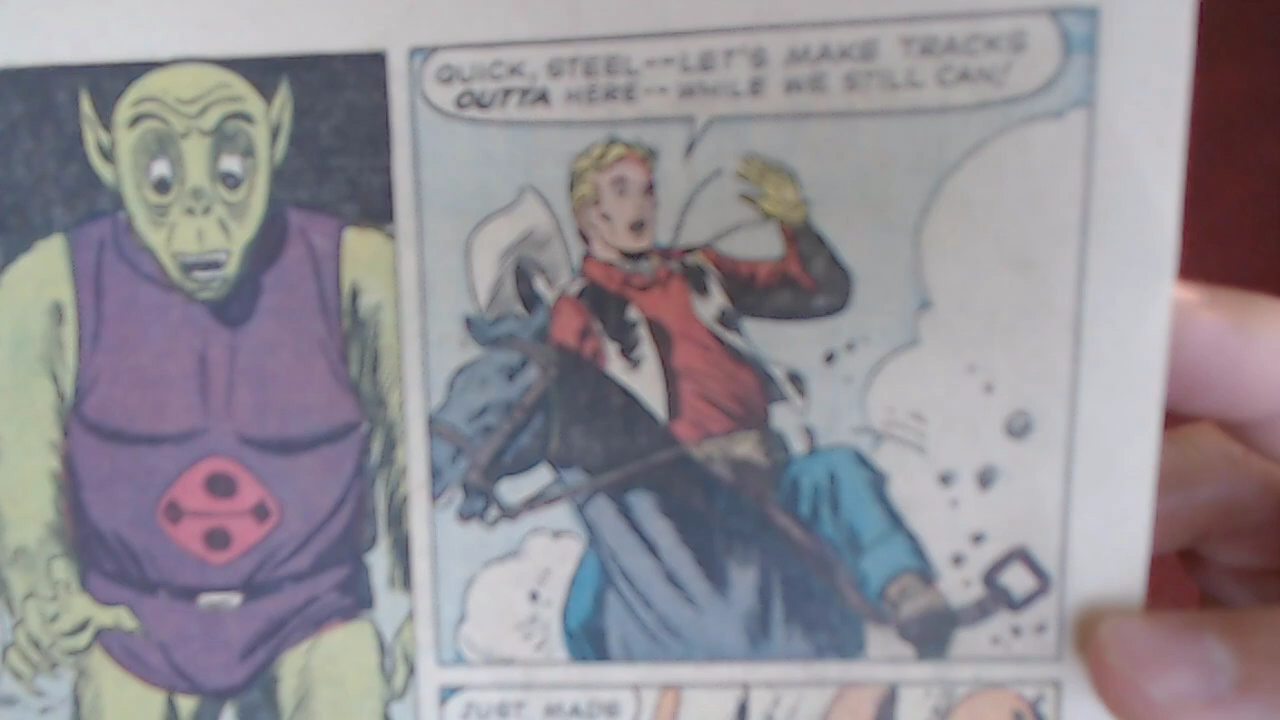 QUICK, STEEL--LET'S MAKE TRACKS
OUTTA HERE--WHILE WE STILL CAN!
JUST MADE